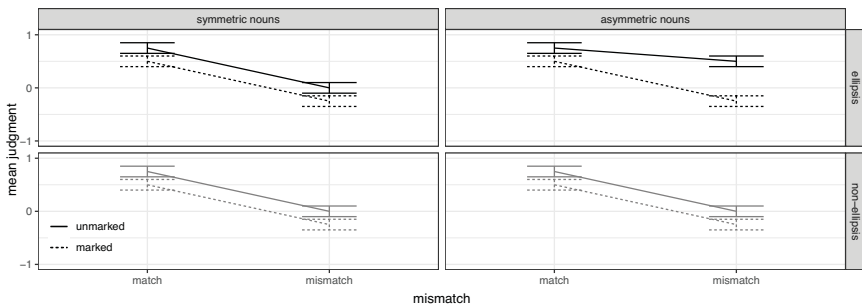 symmetric nouns
asymmetric nouns
mean judgment
1
0
−1
ellipsis
1
0
−1
non−ellipsis
unmarked
marked
match
mismatch
match
mismatch
mismatch